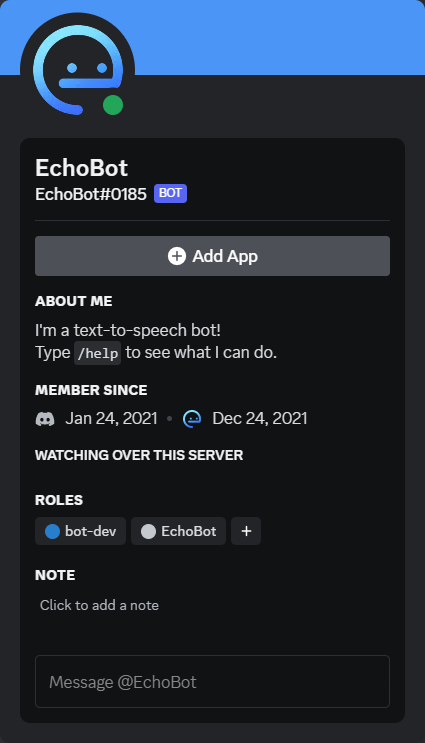 EchoBot
EchoBot#0185 BOT
Add App
ABOUT ME
I'm a text-to-speech bot!
Type /help to see what I can do.
MEMBER SINCE
Jan 24, 2021 • Dec 24, 2021
WATCHING OVER THIS SERVER
ROLES
bot-dev EchoBot +
NOTE
Click to add a note
Message @EchoBot